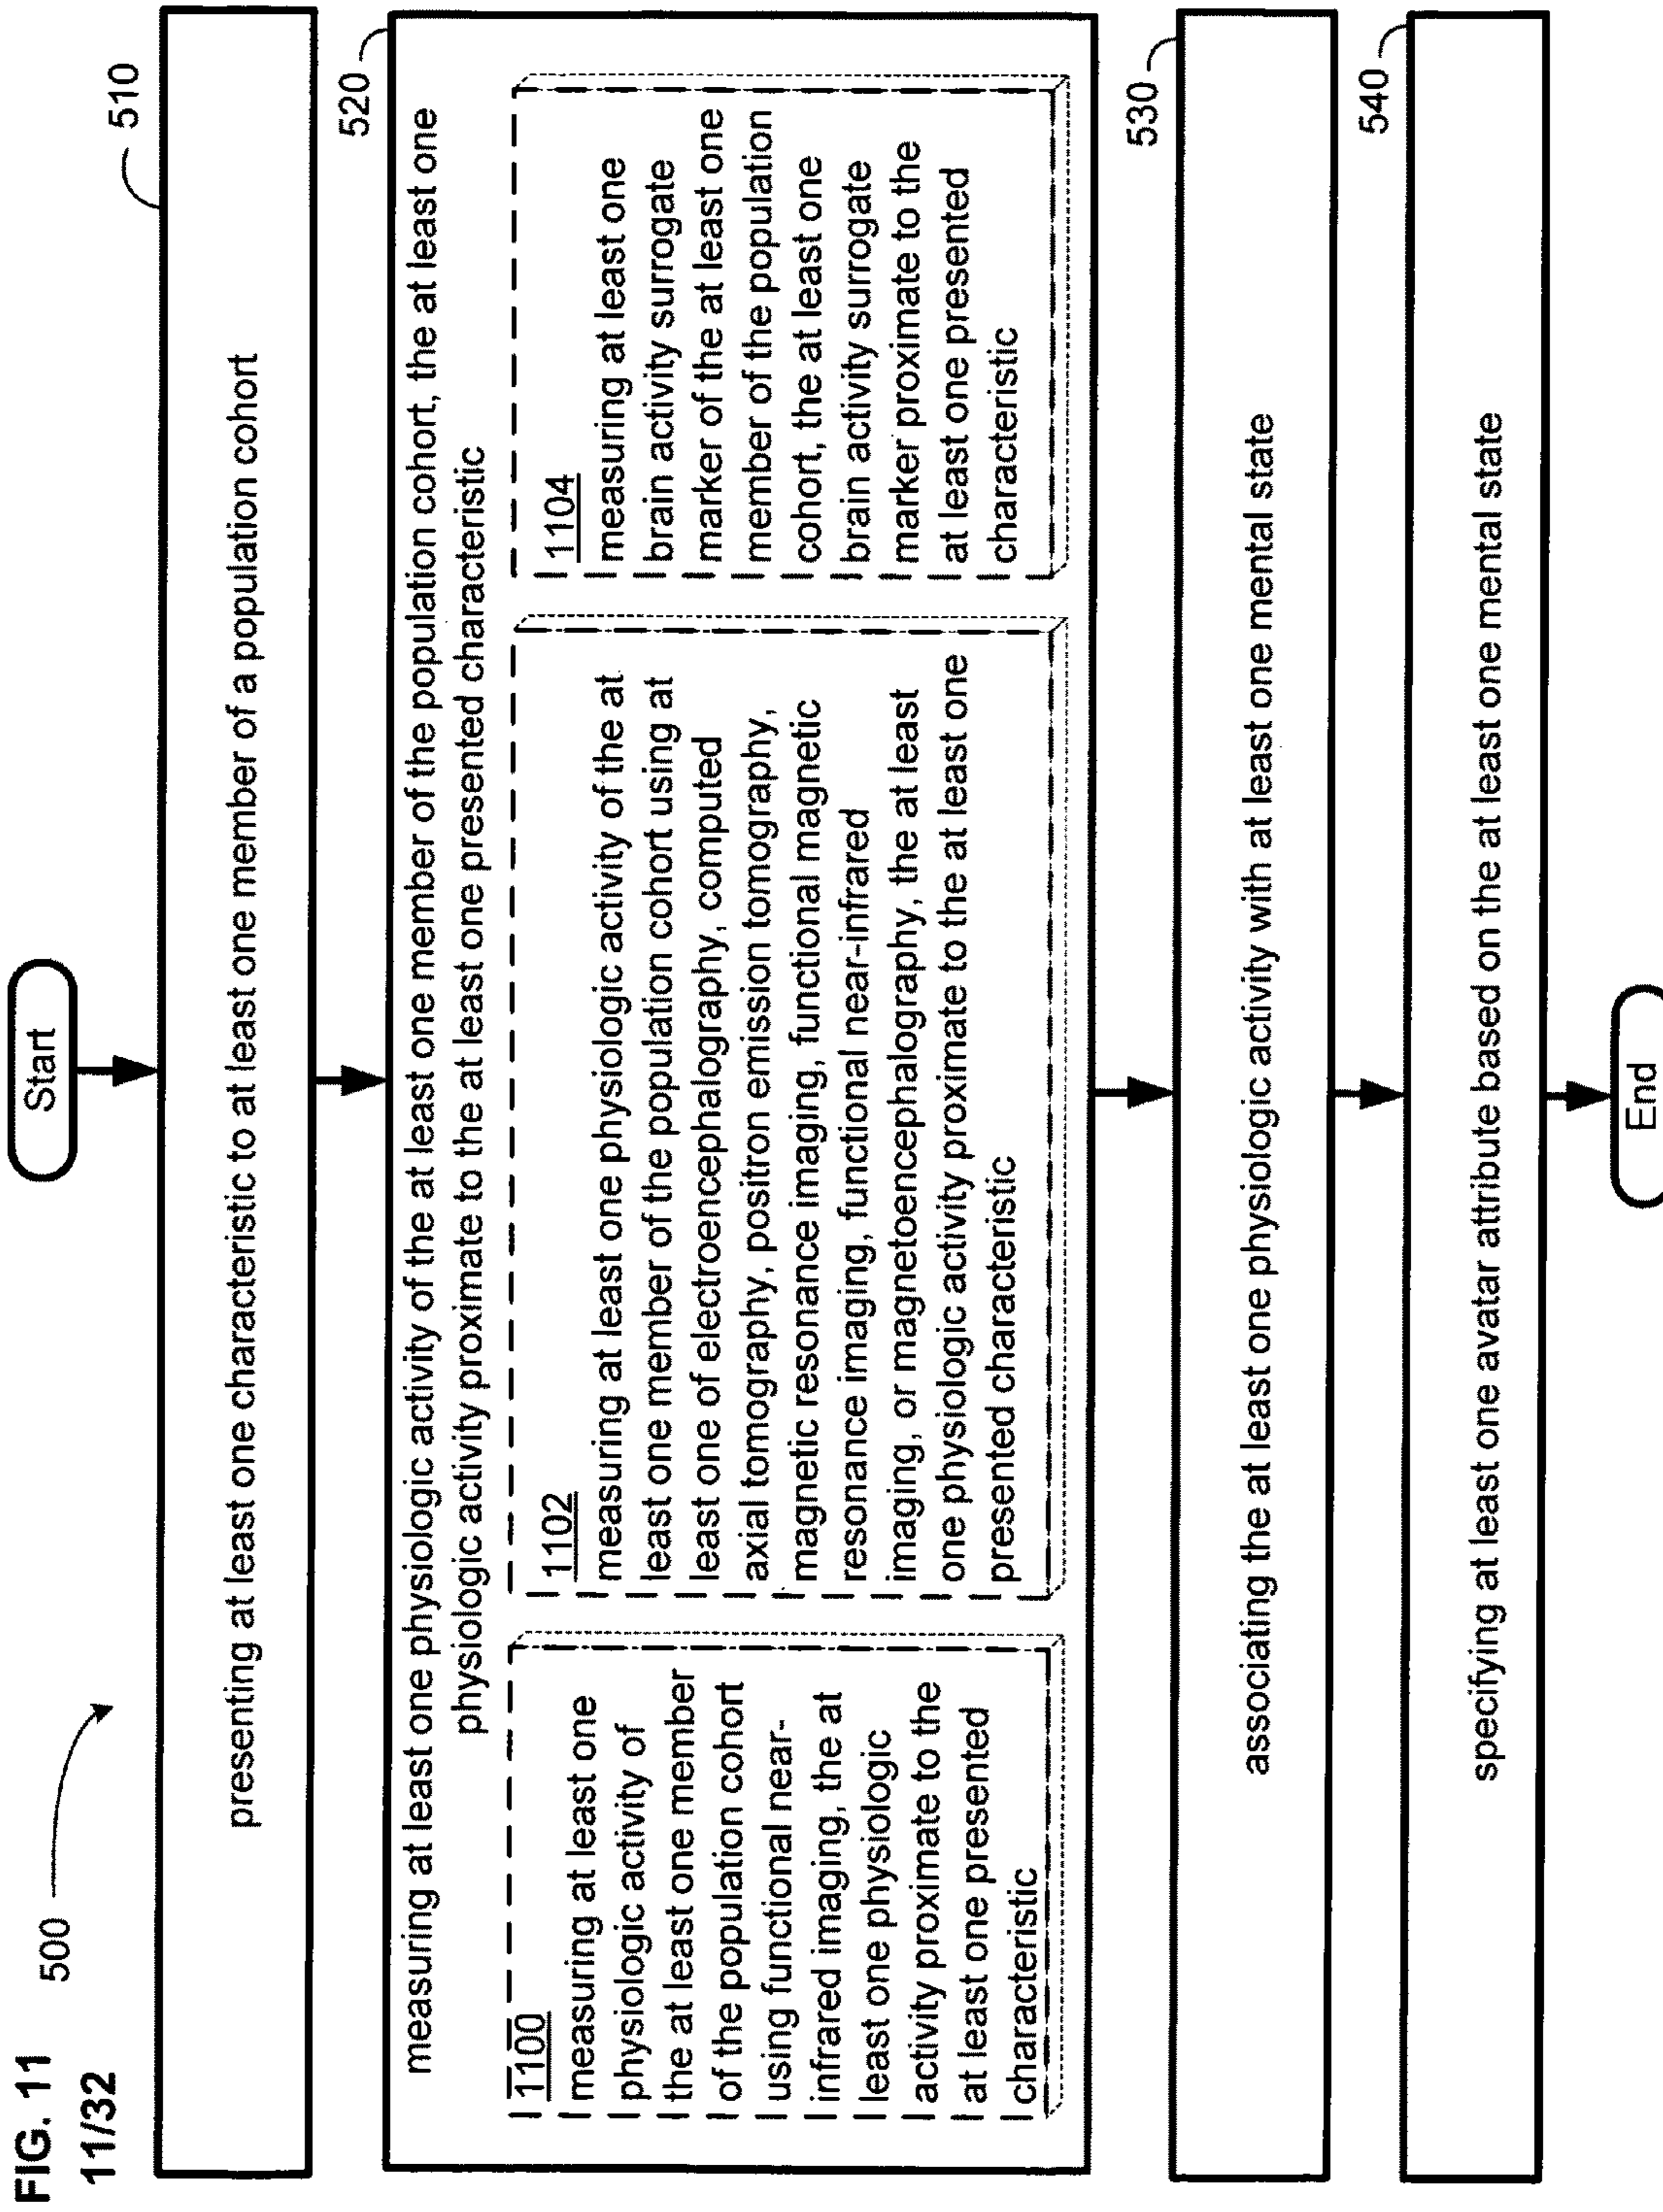 FIG. 11
11/32
500
Start
510
presenting at least one characteristic to at least one member of a population cohort
520
measuring at least one physiologic activity of the at least one member of the population cohort, the at least one
physiologic activity proximate to the at least one presented characteristic
1100
measuring at least one
physiologic activity of
the at least one member
of the population cohort
using functional near-
infrared imaging, the at
least one physiologic
activity proximate to the
at least one presented
characteristic
1102
measuring at least one physiologic activity of the at
least one member of the population cohort using at
least one of electroencephalography, computed
axial tomography, positron emission tomography,
magnetic resonance imaging, functional magnetic
resonance imaging, functional near-infrared
imaging, or magnetoencephalography, the at least
one physiologic activity proximate to the at least one
presented characteristic
1104
measuring at least one
brain activity surrogate
marker of the at least one
member of the population
cohort, the at least one
brain activity surrogate
marker proximate to the
at least one presented
characteristic
530
associating the at least one physiologic activity with at least one mental state
540
specifying at least one avatar attribute based on the at least one mental state
End